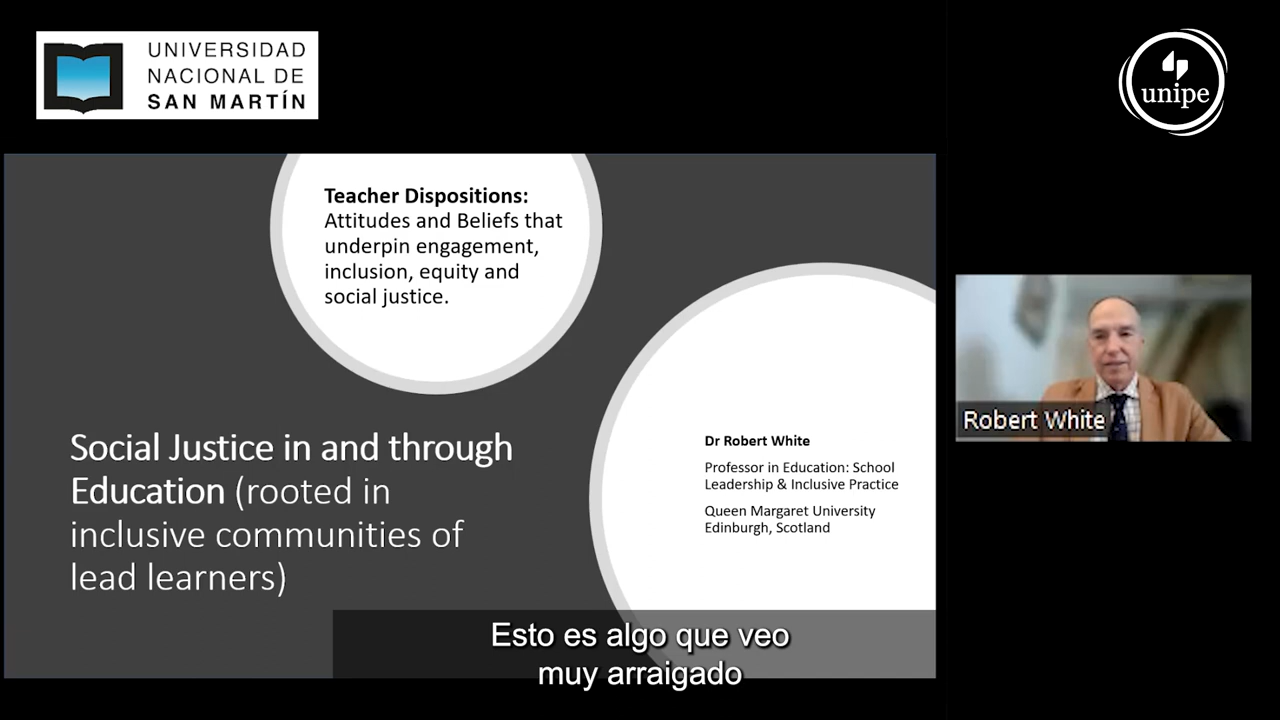 UNIVERSIDAD
NACIONAL DE
SAN MARTÍN
unipe
Teacher Dispositions:
Attitudes and Beliefs that
underpin engagement,
inclusion, equity and
social justice.
Social Justice in and through
Education (rooted in
inclusive communities of
lead learners)
Dr Robert White
Professor in Education: School
Leadership & Inclusive Practice
Queen Margaret University
Edinburgh, Scotland
Robert White
Esto es algo que veo
muy arraigado